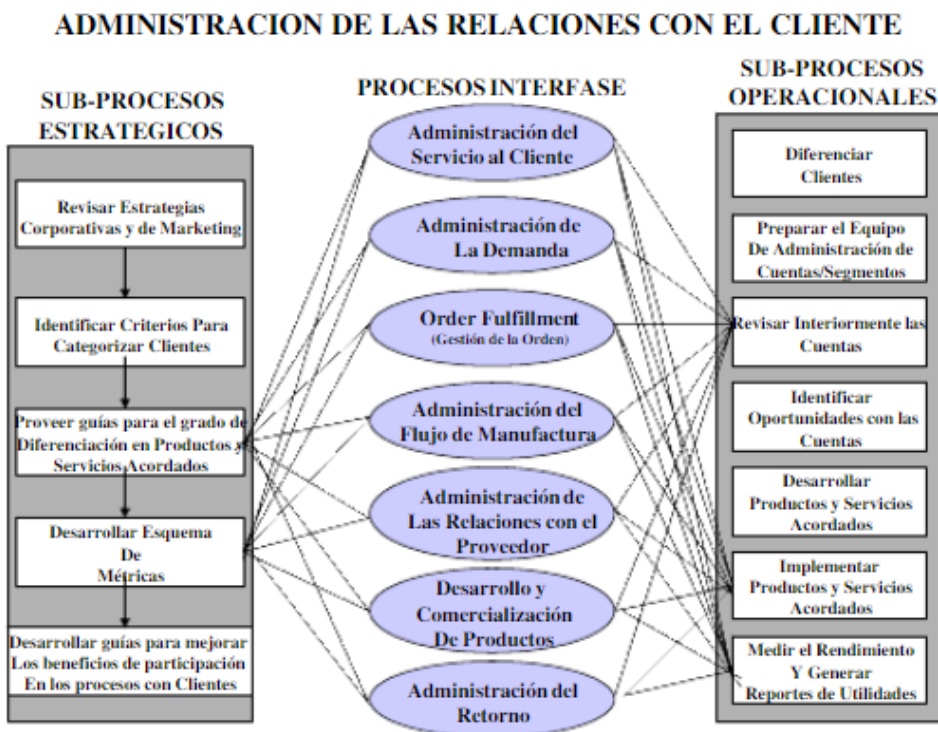 ADMINISTRACION DE LAS RELACIONES CON EL CLIENTE
SUB-PROCESOS
ESTRATEGICOS
Revisar Estrategias
Corporativas y de Marketing
Identificar Criterios Para
Categorizar Clientes
Proveer guías para el grado de
Diferenciación en Productos y
Servicios Acordados
Desarrollar Esquema
De
Métricas
Desarrollar guías para mejorar
Los beneficios de participación
En los procesos con Clientes
PROCESOS INTERFASE
Administración del
Servicio al Cliente
Administración de
La Demanda
Order Fulfillment
(Gestión de la Orden)
Administración del
Flujo de Manufactura
Administración de
Las Relaciones con el
Proveedor
Desarrollo y
Comercialización
De Productos
Administración del
Retorno
SUB-PROCESOS
OPERACIONALES
Diferenciar
Clientes
Preparar el Equipo
De Administración de
Cuentas/Segmentos
Revisar Interiormente las
Cuentas
Identificar
Oportunidades con las
Cuentas
Desarrollar
Productos y Servicios
Acordados
Implementar
Productos y Servicios
Acordados
Medir el Rendimiento
Y Generar
Reportes de Utilidades